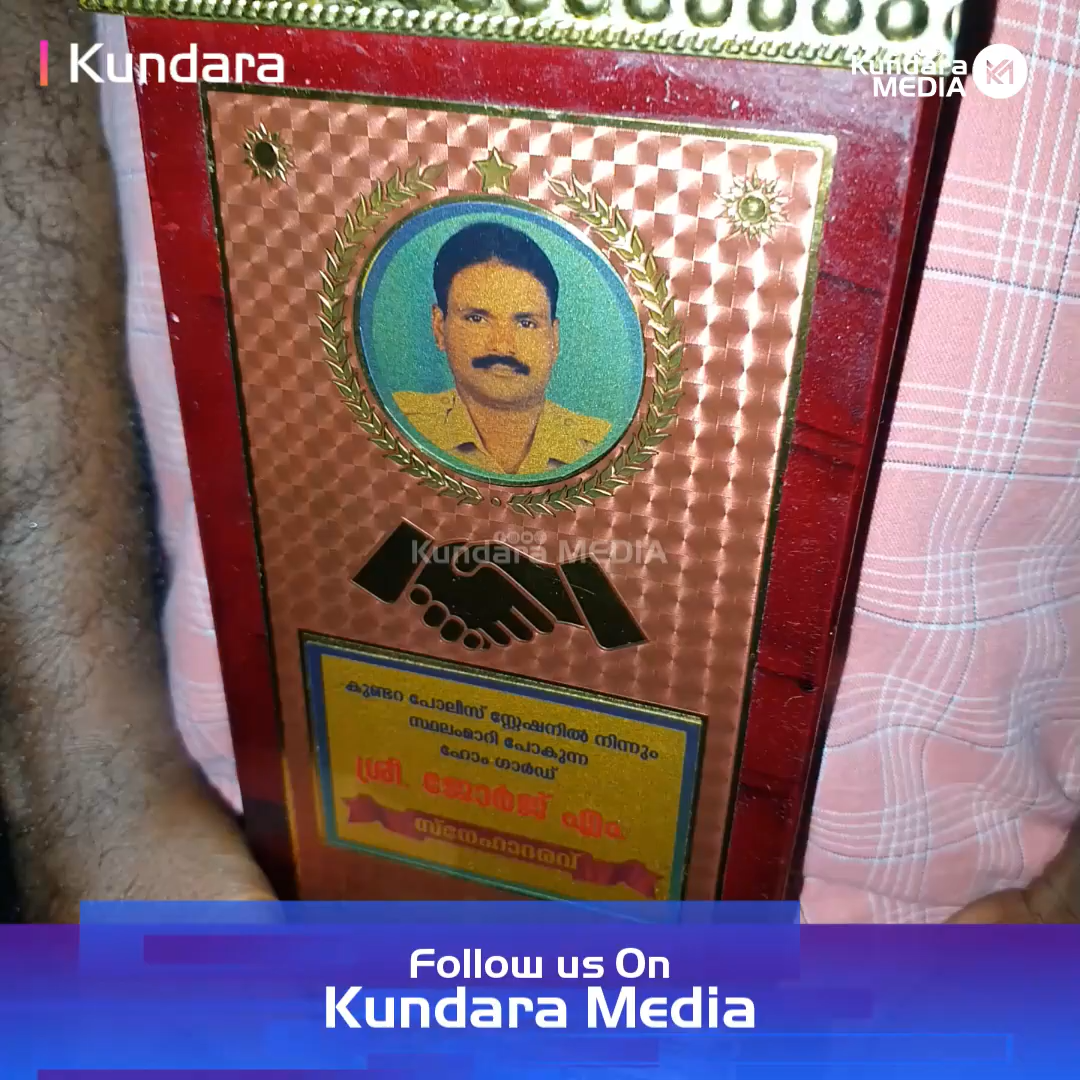 Kundara
Kundara
MEDIA
Kundara MEDIA
കുണ്ടറ പോലീസ് സ്റ്റേഷനിൽ നിന്നും
സ്ഥലംമാറി പോകുന്ന
ഹോം ഗാർഡ്
ശ്രീ. ജോർജ് എം.
സ്നേഹാദരവ്
Follow us On
Kundara Media